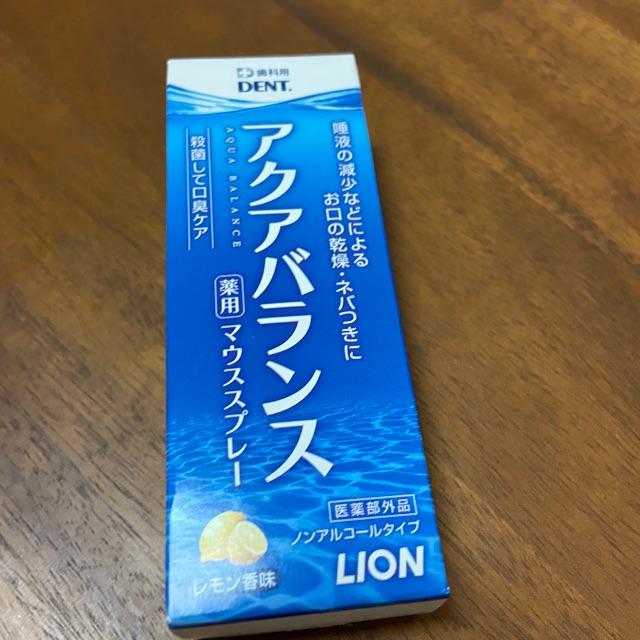 歯科用
DENT.
唾液の減少などによる
お口の乾燥・ネバつきに
アクアバランス
AQUA BALANCE
薬用マウススプレー
殺菌して口臭ケア
医薬部外品
ノンアルコールタイプ
レモン香味
LION